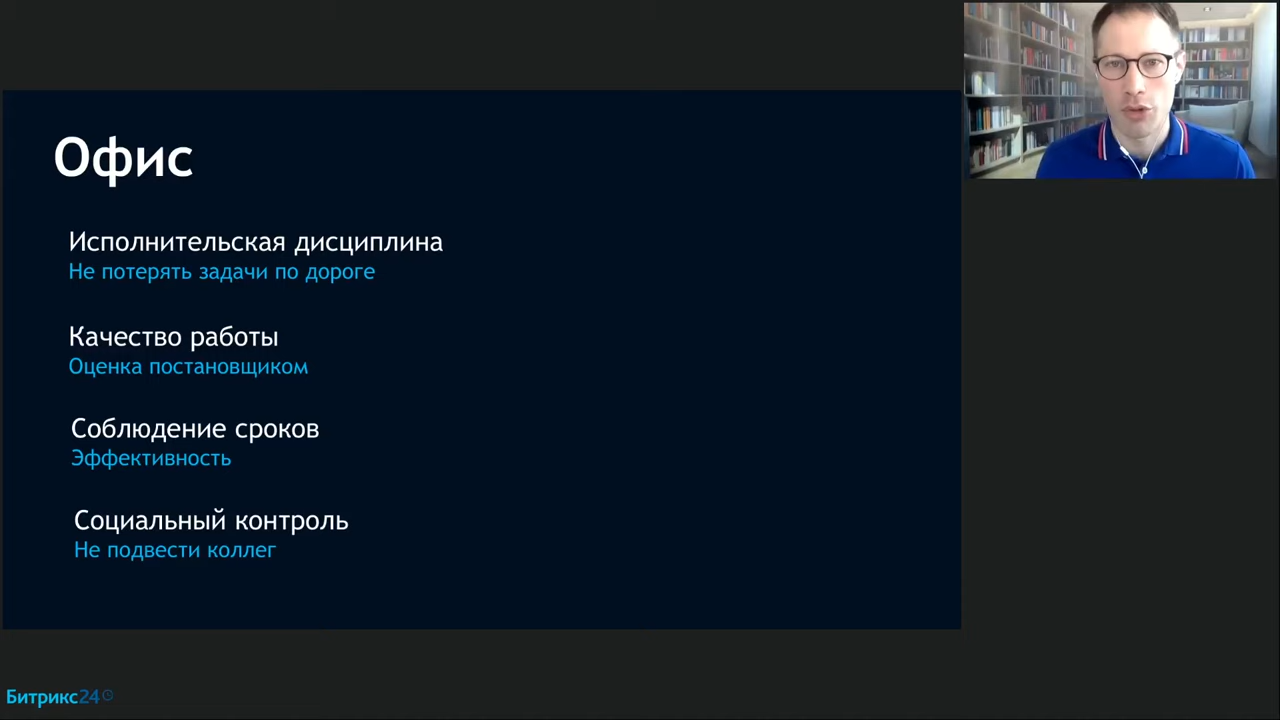 Офис
Исполнительская дисциплина
Не потерять задачи по дороге
Качество работы
Оценка постановщиком
Соблюдение сроков
Эффективность
Социальный контроль
Не подвести коллег
Битрикс24